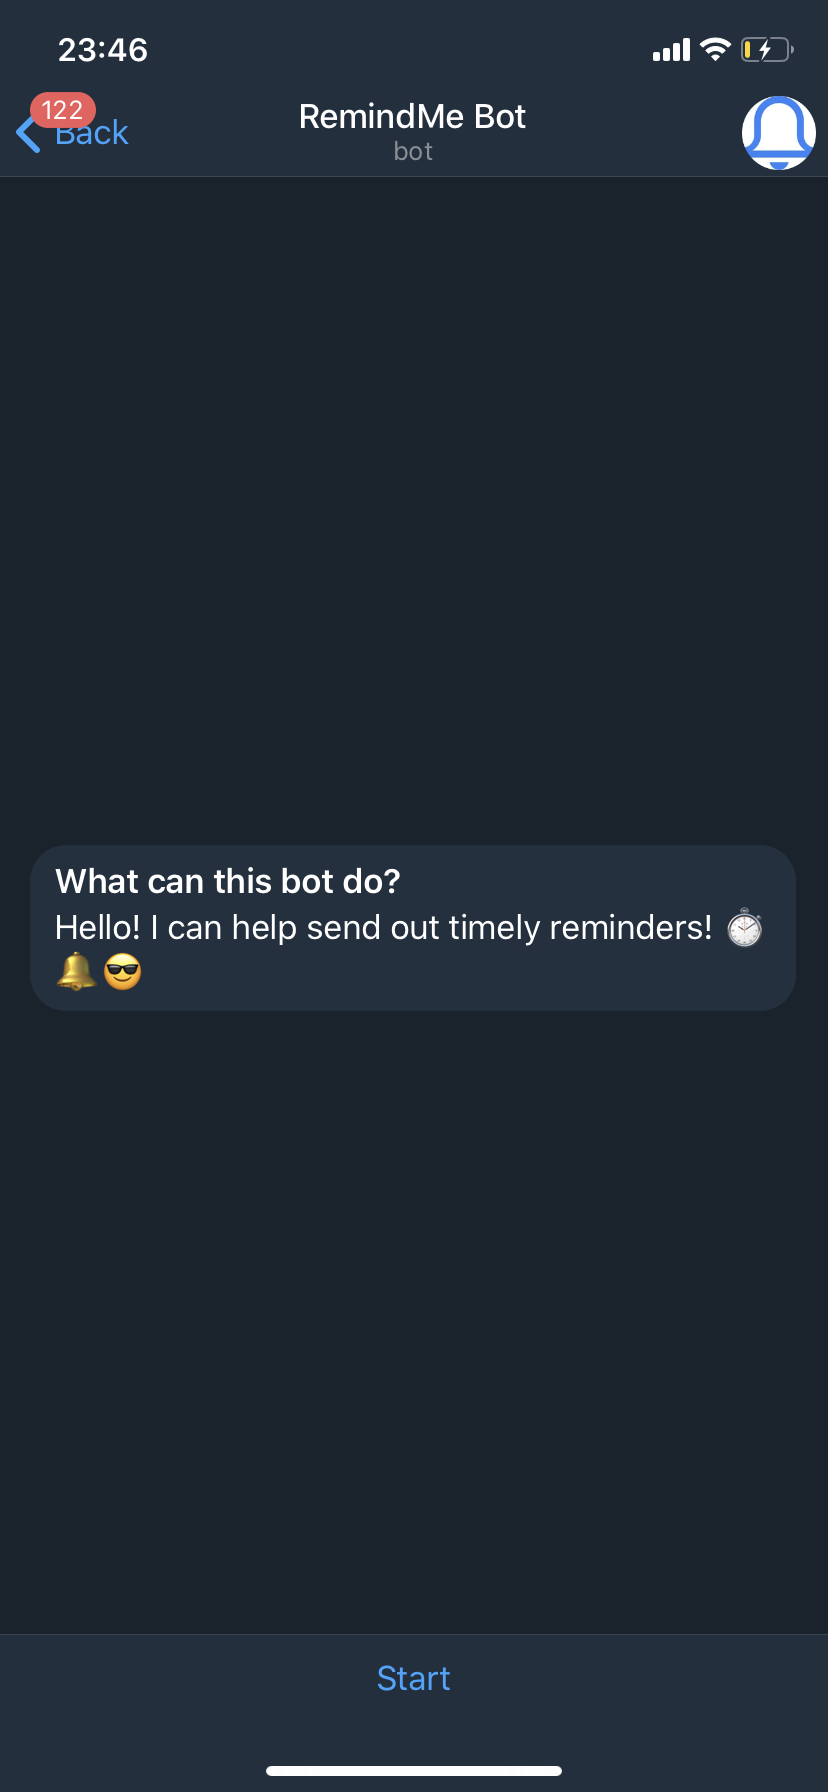 23:46
122
Back
RemindMe Bot
bot
What can this bot do?
Hello! I can help send out timely reminders! ⏱
🔔😎
Start